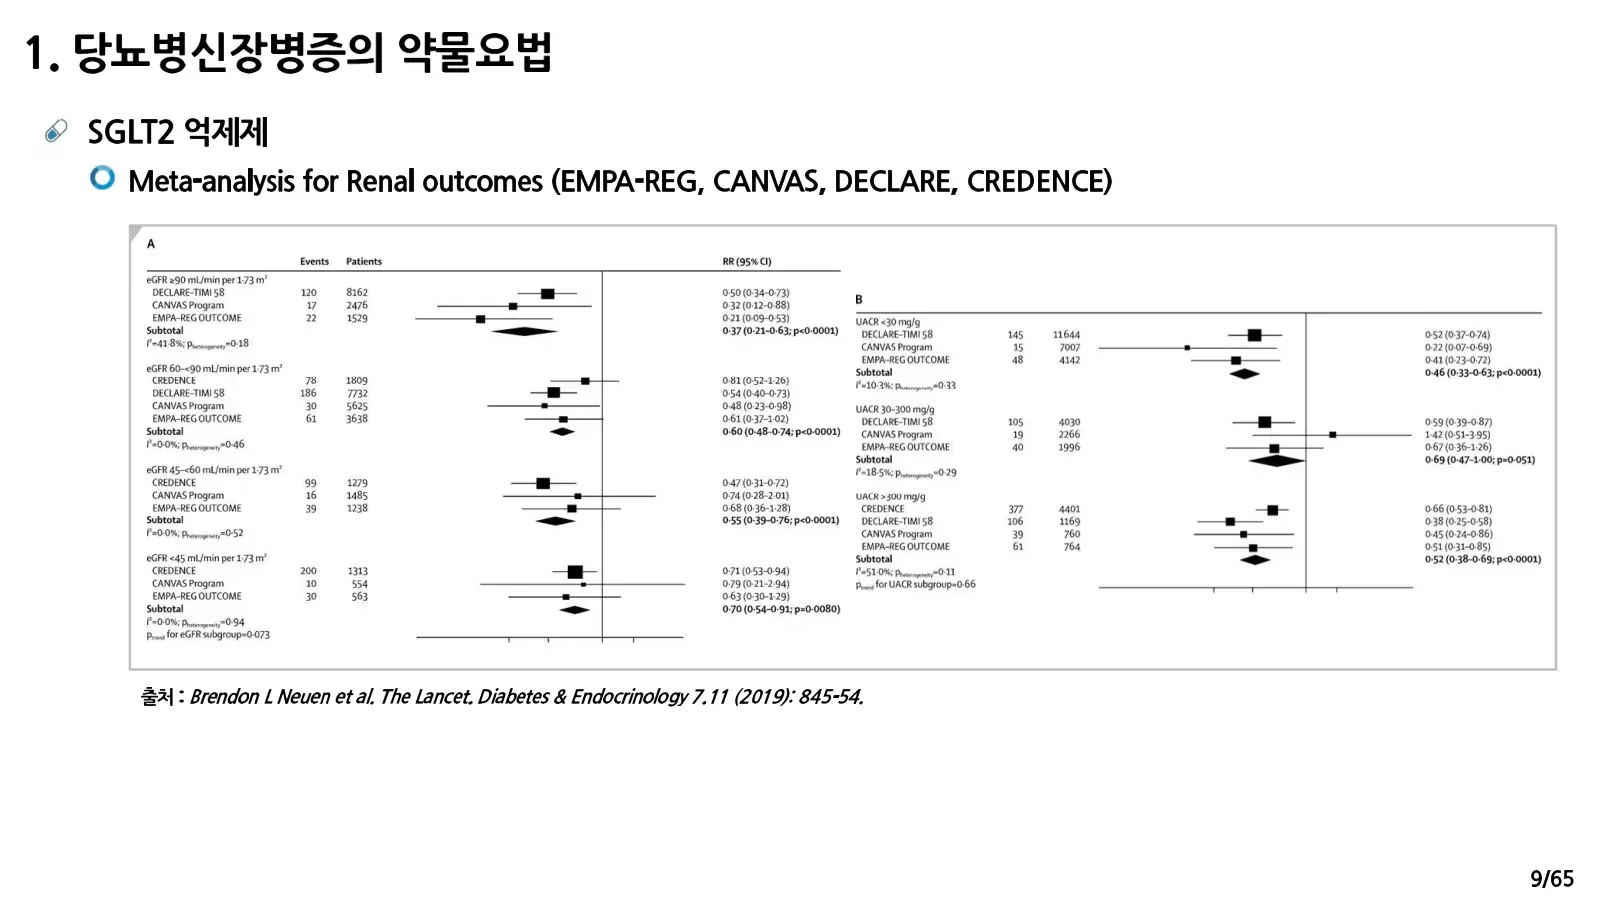 1. 당뇨병신장병증의 약물요법
SGLT2 억제제
Meta-analysis for Renal outcomes (EMPA-REG, CANVAS, DECLARE, CREDENCE)
A
Events Patients RR (95% CI)
eGFR ≥90 mL/min per 1·73 m²
DECLARE-TIMI 58 120 8162 0·50 (0·34–0·73)
CANVAS Program 17 2476 0·32 (0·12–0·88)
EMPA-REG OUTCOME 22 1529 0·21 (0·09–0·53)
Subtotal 0·37 (0·21–0·63; p<0·0001)
I²=41·8%; pheterogeneity=0·18
eGFR 60–<90 mL/min per 1·73 m²
CREDENCE 78 1809 0·81 (0·52–1·26)
DECLARE-TIMI 58 186 7732 0·54 (0·40–0·73)
CANVAS Program 30 5625 0·48 (0·23–0·98)
EMPA-REG OUTCOME 61 3638 0·61 (0·37–1·02)
Subtotal 0·60 (0·48–0·74; p<0·0001)
I²=0·0%; pheterogeneity=0·46
eGFR 45–<60 mL/min per 1·73 m²
CREDENCE 99 1279 0·47 (0·31–0·72)
CANVAS Program 16 1485 0·74 (0·28–2·01)
EMPA-REG OUTCOME 39 1238 0·68 (0·36–1·28)
Subtotal 0·55 (0·39–0·76; p<0·0001)
I²=0·0%; pheterogeneity=0·52
eGFR <45 mL/min per 1·73 m²
CREDENCE 200 1313 0·71 (0·53–0·94)
CANVAS Program 10 554 0·79 (0·21–2·94)
EMPA-REG OUTCOME 30 563 0·63 (0·30–1·29)
Subtotal 0·70 (0·54–0·91; p=0·0080)
I²=0·0%; pheterogeneity=0·94
ptrend for eGFR subgroup=0·073
B
UACR <30 mg/g
DECLARE-TIMI 58 145 11644 0·52 (0·37–0·74)
CANVAS Program 15 7007 0·22 (0·07–0·69)
EMPA-REG OUTCOME 48 4142 0·41 (0·23–0·72)
Subtotal 0·46 (0·33–0·63; p<0·0001)
I²=10·3%; pheterogeneity=0·33
UACR 30–300 mg/g
DECLARE-TIMI 58 105 4030 0·59 (0·39–0·87)
CANVAS Program 19 2266 1·42 (0·51–3·95)
EMPA-REG OUTCOME 40 1996 0·67 (0·36–1·26)
Subtotal 0·69 (0·47–1·00; p=0·051)
I²=18·5%; pheterogeneity=0·29
UACR >300 mg/g
CREDENCE 377 4401 0·66 (0·53–0·81)
DECLARE-TIMI 58 106 1169 0·38 (0·25–0·58)
CANVAS Program 39 760 0·45 (0·24–0·86)
EMPA-REG OUTCOME 61 764 0·51 (0·31–0·85)
Subtotal 0·52 (0·38–0·69; p<0·0001)
I²=51·0%; pheterogeneity=0·11
ptrend for UACR subgroup=0·66
출처 : Brendon L Neuen et al. The Lancet. Diabetes & Endocrinology 7.11 (2019): 845-54.
9/65